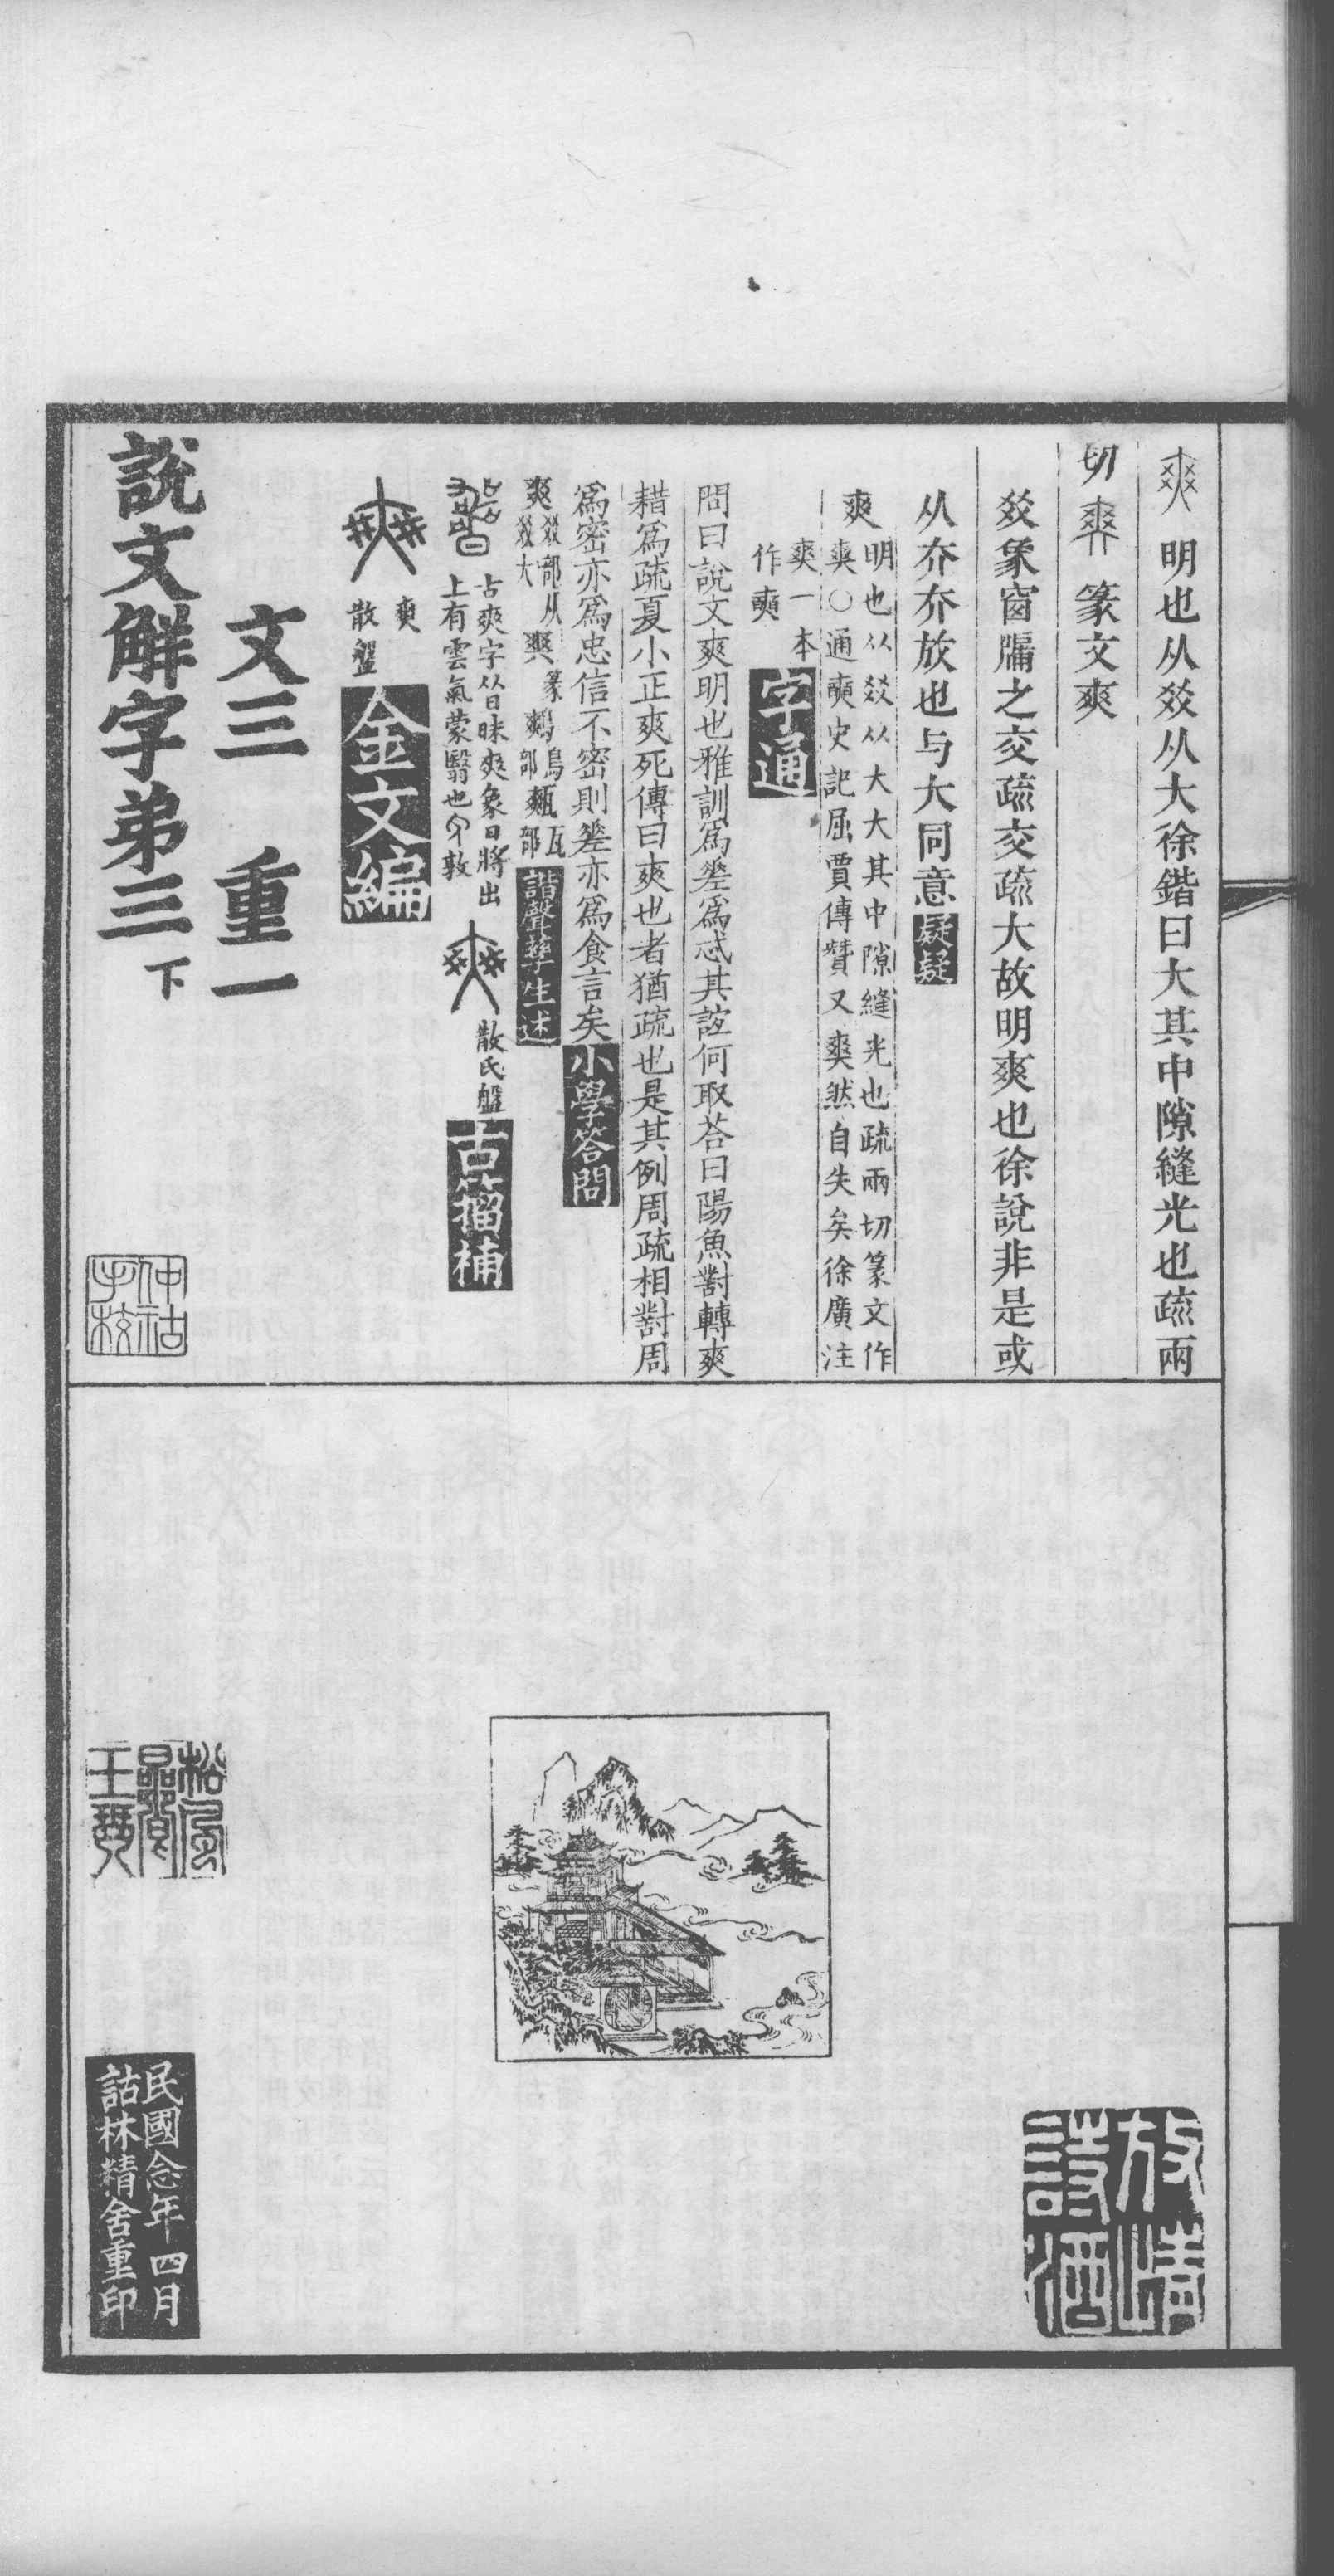 爽 明也从㸚从大徐鍇曰大其中隙縫光也疏兩
切 𤕤 篆文爽
㸚象窗牖之交疏交疏大故明爽也徐說非是或
从夰夰放也与大同意疑疑
爽 明也从㸚从大大其中隙縫光也疏兩切篆文作
𤕤○通奭史記屈賈傳贊又爽然自失矣徐廣注
爽一本
作奭 字通
問曰說文爽明也雅訓爲差爲忒其誼何取荅曰陽魚對轉爽
耤爲疏夏小正爽死傳曰爽也者猶疏也是其例周疏相對周
爲密亦爲忠信不密則差亦爲食言矣小學答問
爽 㸚部从
㸚大 𤕤篆 鷞鳥部 𤮍瓦部 諧聲孳生述
古爽字从日昧爽象日將出
上有雲氣蒙翳也 敦 散氏盤 古籀補
爽
散盤 金文編
文三 重一
說文解字弟三下
仲祜
手校
民國念年四月
詁林精舍重印